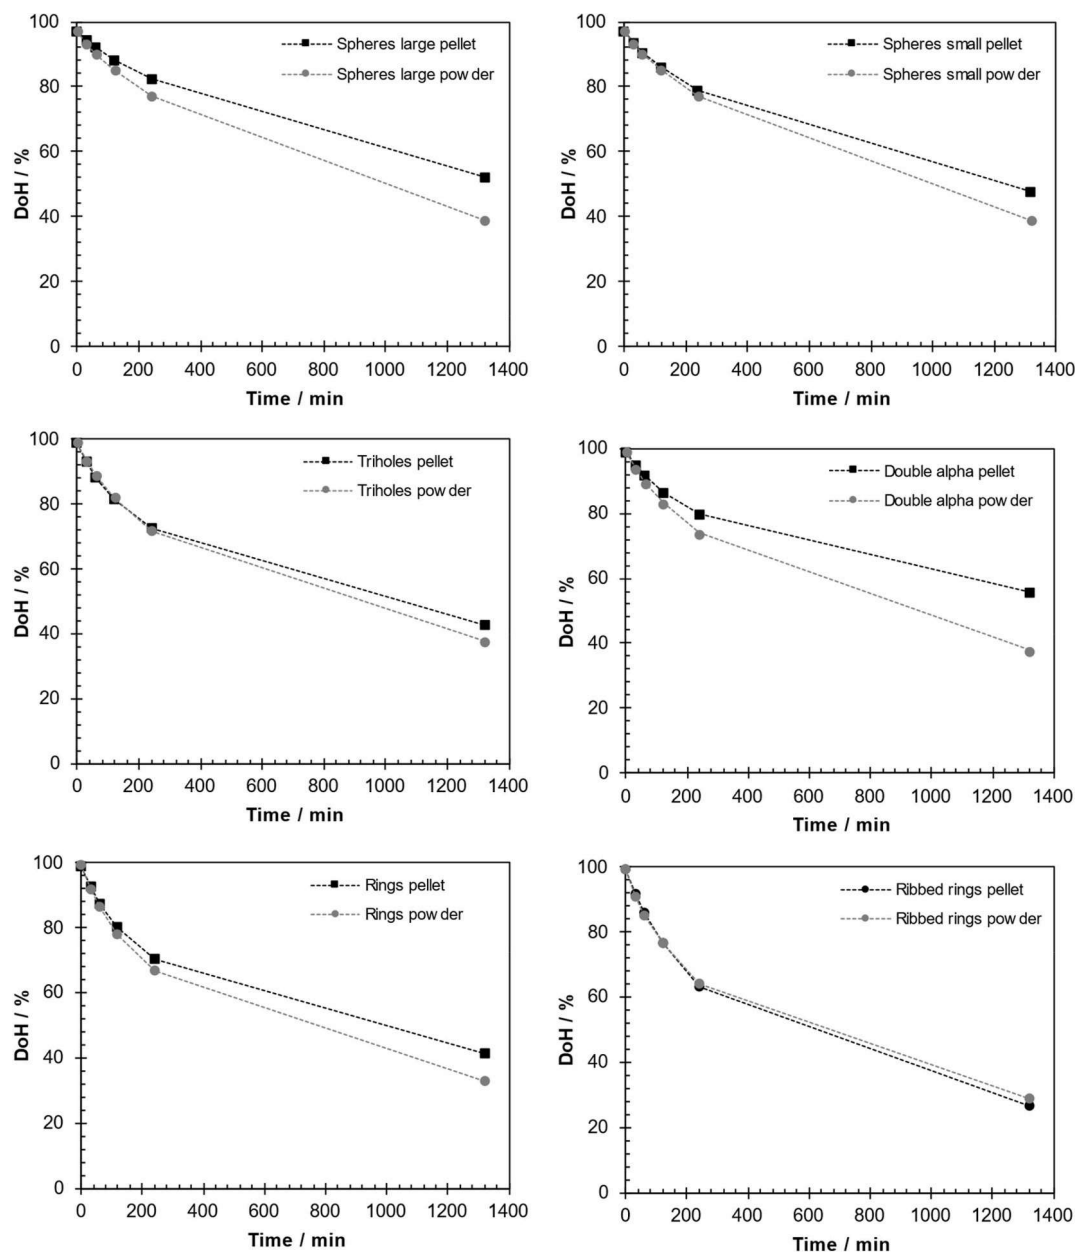 100
80
60
40
20
0
DoH / %
Spheres large pellet
Spheres large pow der
0 200 400 600 800 1000 1200 1400
Time / min
100
80
60
40
20
0
DoH / %
Spheres small pellet
Spheres small pow der
0 200 400 600 800 1000 1200 1400
Time / min
100
80
60
40
20
0
DoH / %
Triholes pellet
Triholes pow der
0 200 400 600 800 1000 1200 1400
Time / min
100
80
60
40
20
0
DoH / %
Double alpha pellet
Double alpha pow der
0 200 400 600 800 1000 1200 1400
Time / min
100
80
60
40
20
0
DoH / %
Rings pellet
Rings pow der
0 200 400 600 800 1000 1200 1400
Time / min
100
80
60
40
20
0
DoH / %
Ribbed rings pellet
Ribbed rings pow der
0 200 400 600 800 1000 1200 1400
Time / min